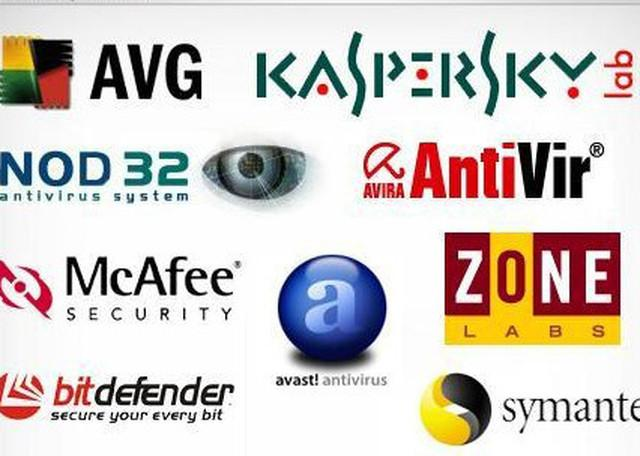 AVG
KASPERSKY lab
NOD 32
antivirus system
AVIRA AntiVir®
McAfee®
SECURITY
a
ZONE
LABS
avast! antivirus
bitdefender
secure your every bit
symante